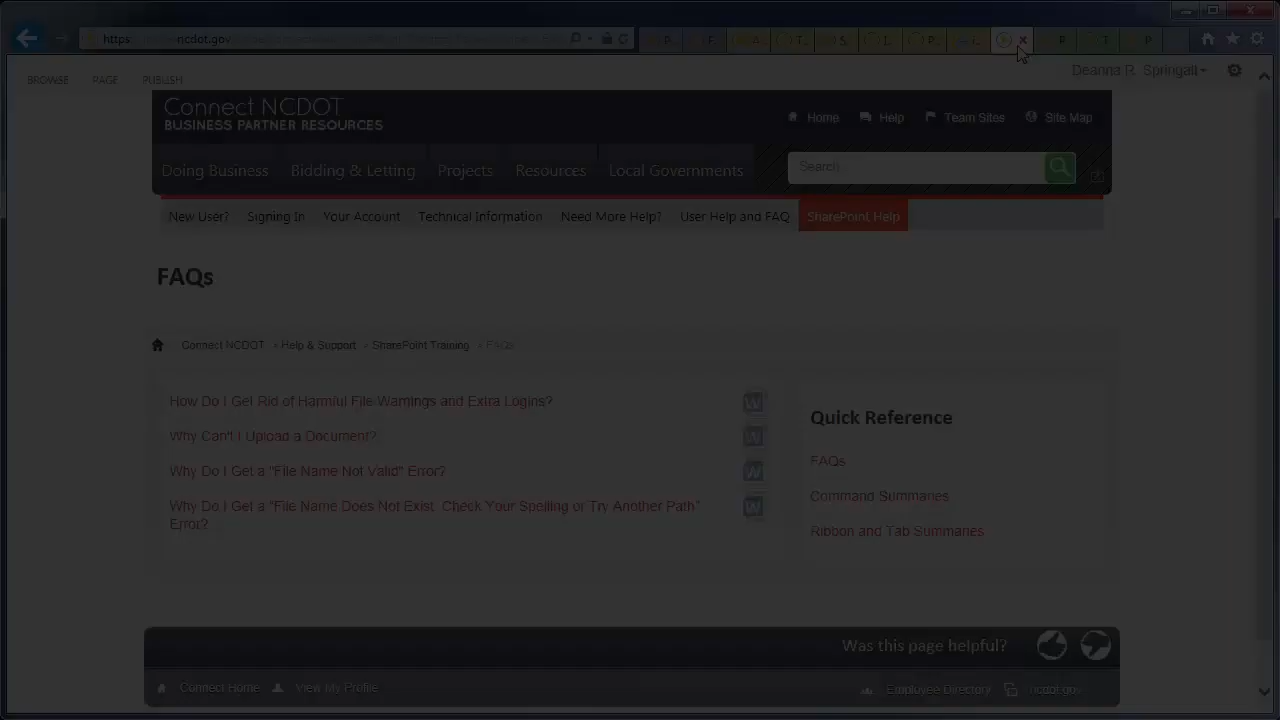 https: ncdot.gov
Deanna R. Springall
BROWSE PAGE PUBLISH
Connect NCDOT
BUSINESS PARTNER RESOURCES
Home Help Team Sites Site Map
Doing Business Bidding & Letting Projects Resources Local Governments
Search
New User? Signing In Your Account Technical Information Need More Help? User Help and FAQ SharePoint Help
FAQs
Connect NCDOT › Help & Support › SharePoint Training › FAQs
How Do I Get Rid of Harmful File Warnings and Extra Logins?
Why Can't I Upload a Document?
Why Do I Get a "File Name Not Valid" Error?
Why Do I Get a "File Name Does Not Exist. Check Your Spelling or Try Another Path"
Error?
Quick Reference
FAQs
Command Summaries
Ribbon and Tab Summaries
Was this page helpful?
Connect Home View My Profile
Employee Directory ncdot.gov